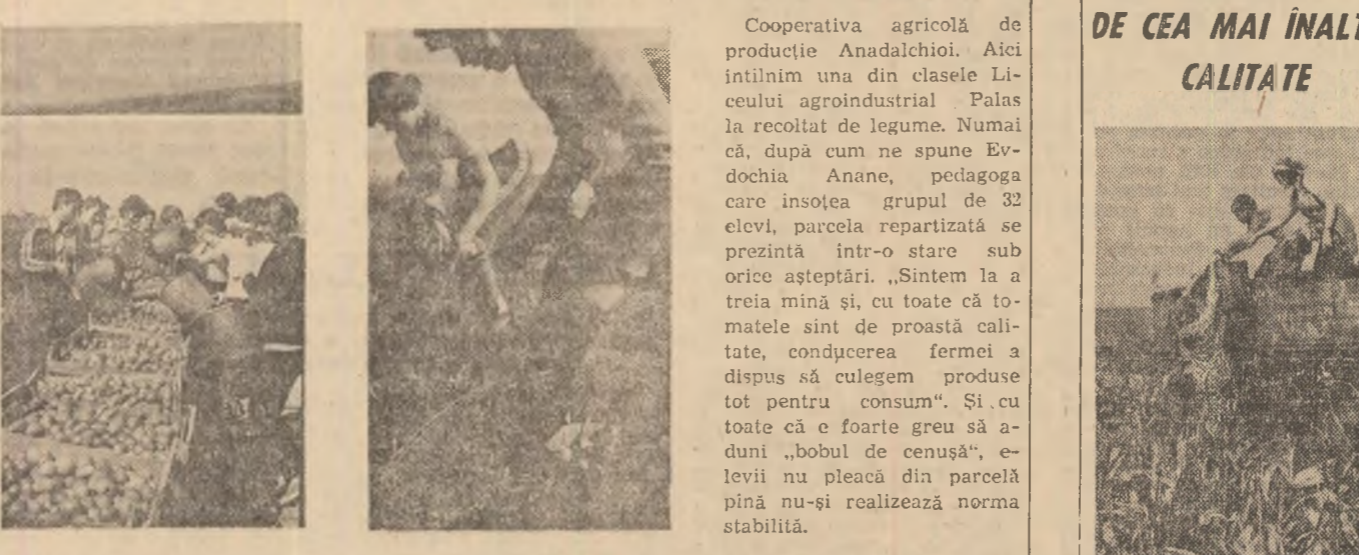 Cooperativa agricolă de
producție Anadalchioi. Aici
intilnim una din clasele Li-
ceului agroindustrial Palas
la recoltat de legume. Numai
că, după cum ne spune Ev-
dochia Anane, pedagoga
care insoțea grupul de 32
elevi, parcela repartizată se
prezintă intr-o stare sub
orice așteptări. „Sintem la a
treia mină și, cu toate că to-
matele sint de proastă cali-
tate, conducerea fermei a
dispus să culegem produse
tot pentru consum“. Și cu
toate că e foarte greu să a-
duni „bobul de cenușă“, e-
levii nu pleacă din parcelă
pină nu-și realizează norma
stabilită.
DE CEA MAI
CALITATE